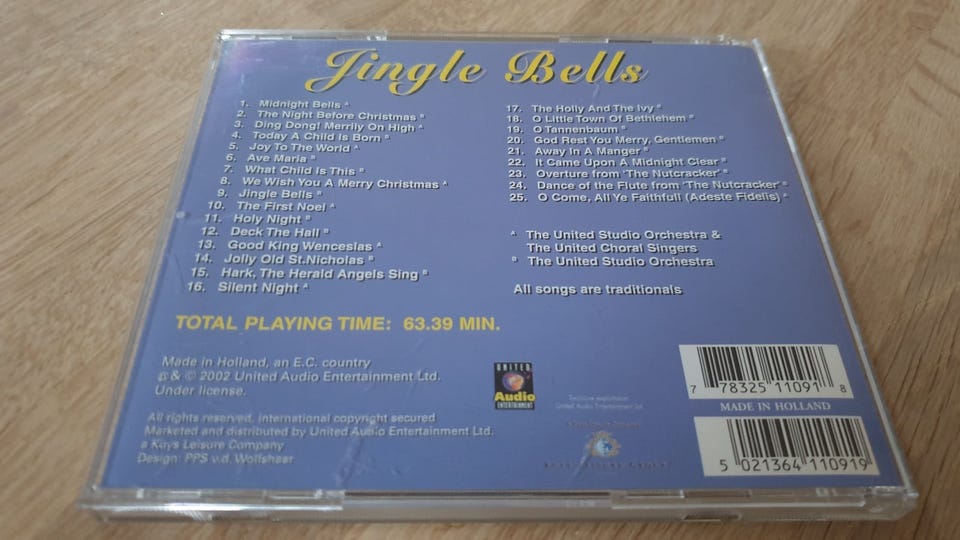 Jingle Bells
1. Midnight Bells A
2. The Night Before Christmas B
3. Ding Dong! Merrily On High A
4. Today A Child Is Born B
5. Joy To The World A
6. Ave Maria B
7. What Child Is This B
8. We Wish You A Merry Christmas A
9. Jingle Bells B
10. The First Noel A
11. Holy Night B
12. Deck The Hall B
13. Good King Wenceslas A
14. Jolly Old St.Nicholas B
15. Hark, The Herald Angels Sing B
16. Silent Night A
17. The Holly And The Ivy B
18. O Little Town Of Bethlehem B
19. O Tannenbaum B
20. God Rest You Merry, Gentlemen B
21. Away In A Manger B
22. It Came Upon A Midnight Clear B
23. Overture from 'The Nutcracker' B
24. Dance of the Flute from 'The Nutcracker' B
25. O Come, All Ye Faithfull (Adeste Fidelis) A
A The United Studio Orchestra &
The United Choral Singers
B The United Studio Orchestra
All songs are traditionals
TOTAL PLAYING TIME: 63.39 MIN.
Made in Holland, an E.C. country
℗ & © 2002 United Audio Entertainment Ltd.
Under license.
All rights reserved, international copyright secured
Marketed and distributed by United Audio Entertainment Ltd.
a Kuys Leisure Company
Design: PPS v.d. Wolfshaar
UNITED
Audio
ENTERTAINMENT
United Audio Entertainment Ltd.
7 78325 11091 8
MADE IN HOLLAND
5 021364 110919